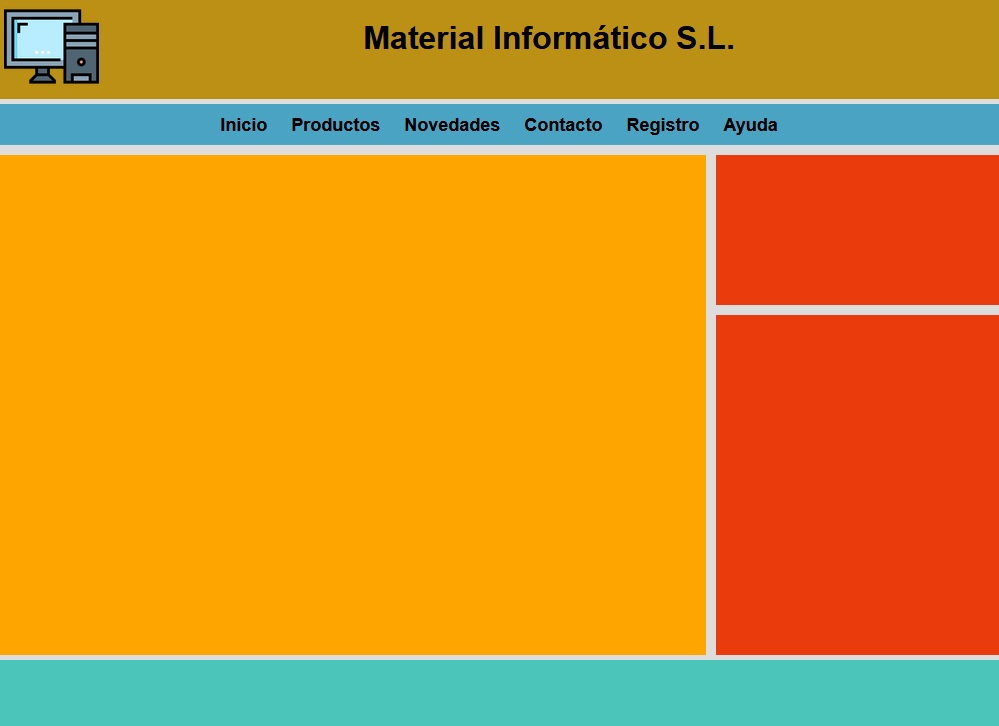 Material Informático S.L.
Inicio Productos Novedades Contacto Registro Ayuda